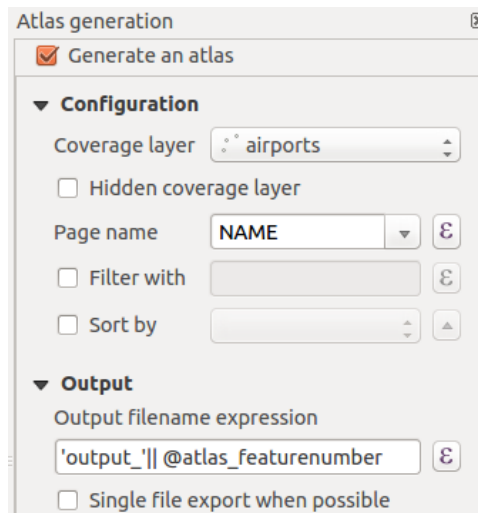 Atlas generation
Generate an atlas
Configuration
Coverage layer airports
Hidden coverage layer
Page name NAME ε
Filter with ε
Sort by
Output
Output filename expression
'output_'|| @atlas_featurenumber ε
Single file export when possible